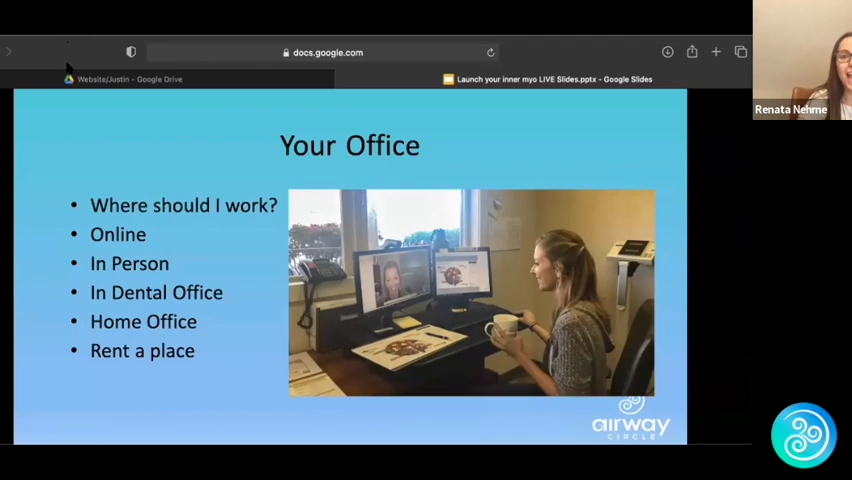 docs.google.com
Website/Justin - Google Drive
Launch your inner myo LIVE Slides.pptx - Google Slides
Renata Nehme
Your Office
• Where should I work?
• Online
• In Person
• In Dental Office
• Home Office
• Rent a place
airway
CIRCLE